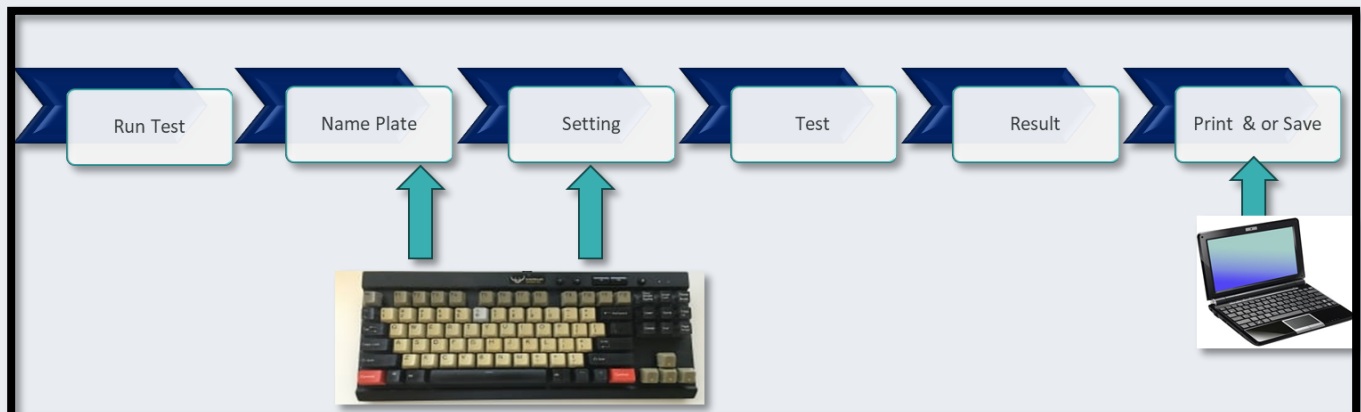 Run Test
Name Plate
Setting
Test
Result
Print & or Save